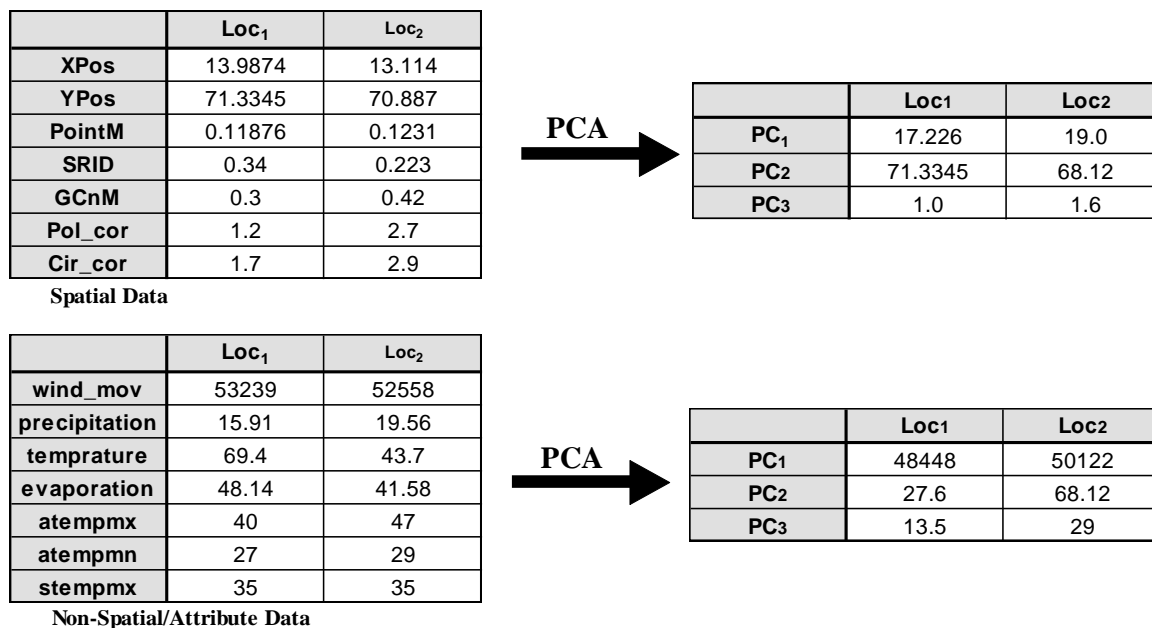 Loc₁ Loc₂
XPos 13.9874 13.114
YPos 71.3345 70.887
PointM 0.11876 0.1231
SRID 0.34 0.223
GCnM 0.3 0.42
Pol_cor 1.2 2.7
Cir_cor 1.7 2.9
Spatial Data
PCA
Loc1 Loc2
PC₁ 17.226 19.0
PC2 71.3345 68.12
PC3 1.0 1.6
Loc₁ Loc₂
wind_mov 53239 52558
precipitation 15.91 19.56
temprature 69.4 43.7
evaporation 48.14 41.58
atempmx 40 47
atempmn 27 29
stempmx 35 35
Non-Spatial/Attribute Data
PCA
Loc1 Loc2
PC1 48448 50122
PC2 27.6 68.12
PC3 13.5 29